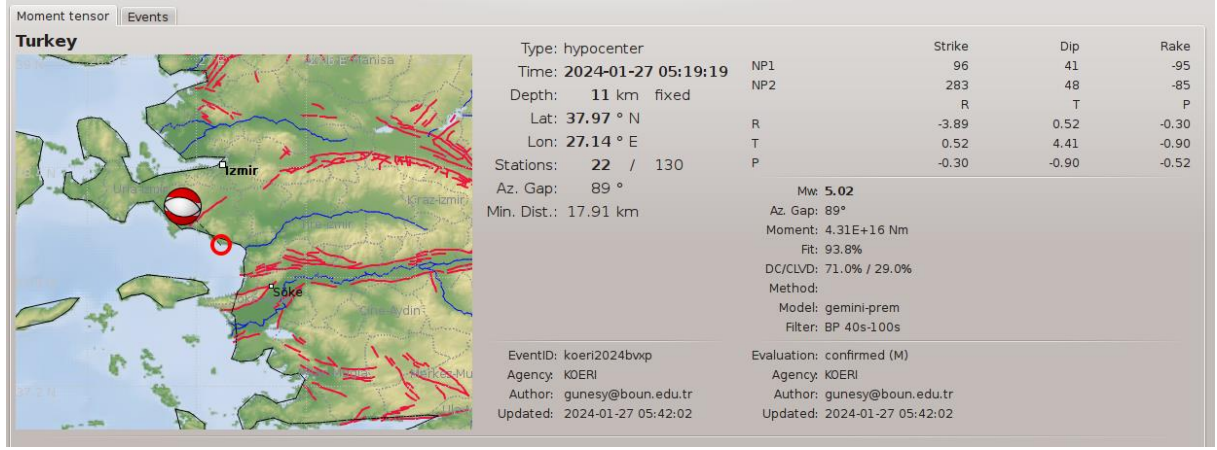 Moment tensor Events
Turkey
Izmir
Söke
Type: hypocenter
Time: 2024-01-27 05:19:19
Depth: 11 km fixed
Lat: 37.97 ° N
Lon: 27.14 ° E
Stations: 22 / 130
Az. Gap: 89 °
Min. Dist.: 17.91 km
Strike Dip Rake
NP1 96 41 -95
NP2 283 48 -85
R T P
R -3.89 0.52 -0.30
T 0.52 4.41 -0.90
P -0.30 -0.90 -0.52
Mw: 5.02
Az. Gap: 89°
Moment: 4.31E+16 Nm
Fit: 93.8%
DC/CLVD: 71.0% / 29.0%
Method:
Model: gemini-prem
Filter: BP 40s-100s
EventID: koeri2024bvxp
Agency: KOERI
Author: gunesy@boun.edu.tr
Updated: 2024-01-27 05:42:02
Evaluation: confirmed (M)
Agency: KOERI
Author: gunesy@boun.edu.tr
Updated: 2024-01-27 05:42:02